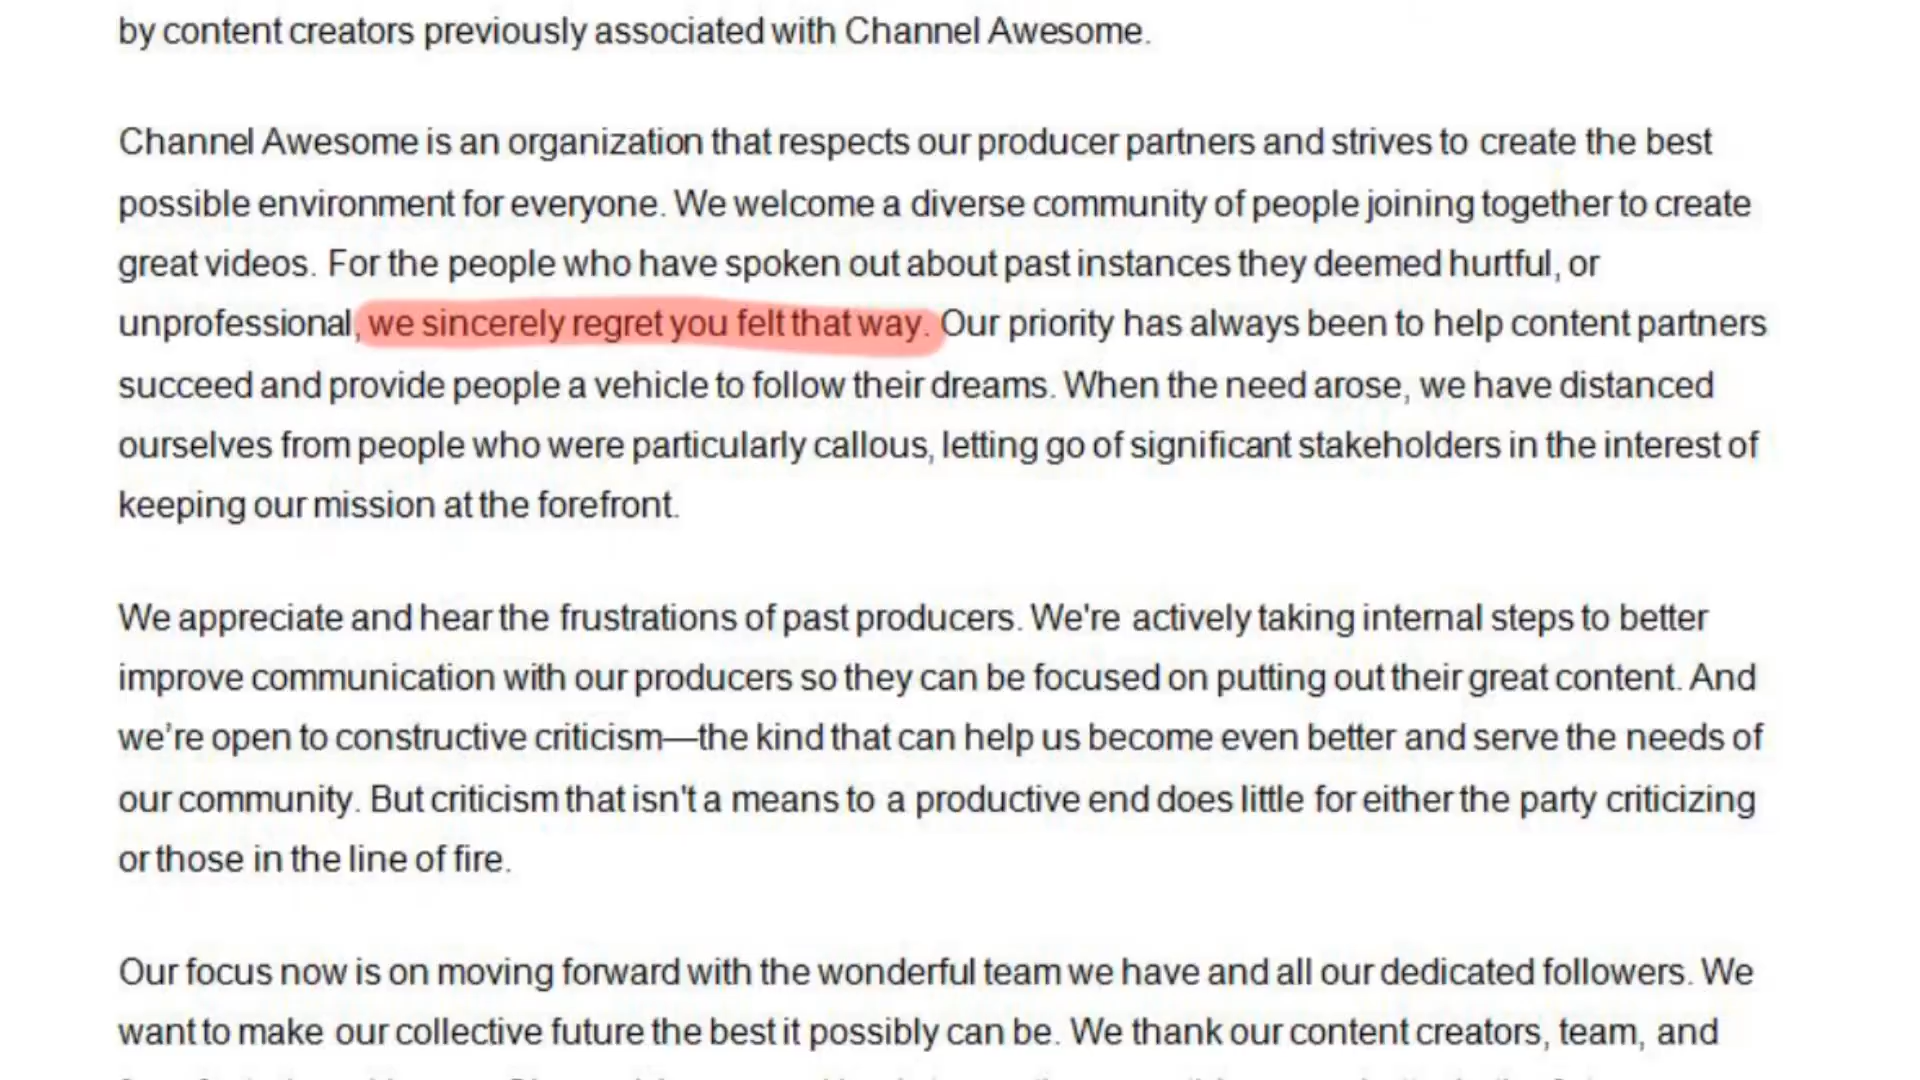 by content creators previously associated with Channel Awesome.
Channel Awesome is an organization that respects our producer partners and strives to create the best
possible environment for everyone. We welcome a diverse community of people joining together to create
great videos. For the people who have spoken out about past instances they deemed hurtful, or
unprofessional, we sincerely regret you felt that way. Our priority has always been to help content partners
succeed and provide people a vehicle to follow their dreams. When the need arose, we have distanced
ourselves from people who were particularly callous, letting go of significant stakeholders in the interest of
keeping our mission at the forefront.
We appreciate and hear the frustrations of past producers. We're actively taking internal steps to better
improve communication with our producers so they can be focused on putting out their great content. And
we’re open to constructive criticism—the kind that can help us become even better and serve the needs of
our community. But criticism that isn't a means to a productive end does little for either the party criticizing
or those in the line of fire.
Our focus now is on moving forward with the wonderful team we have and all our dedicated followers. We
want to make our collective future the best it possibly can be. We thank our content creators, team, and